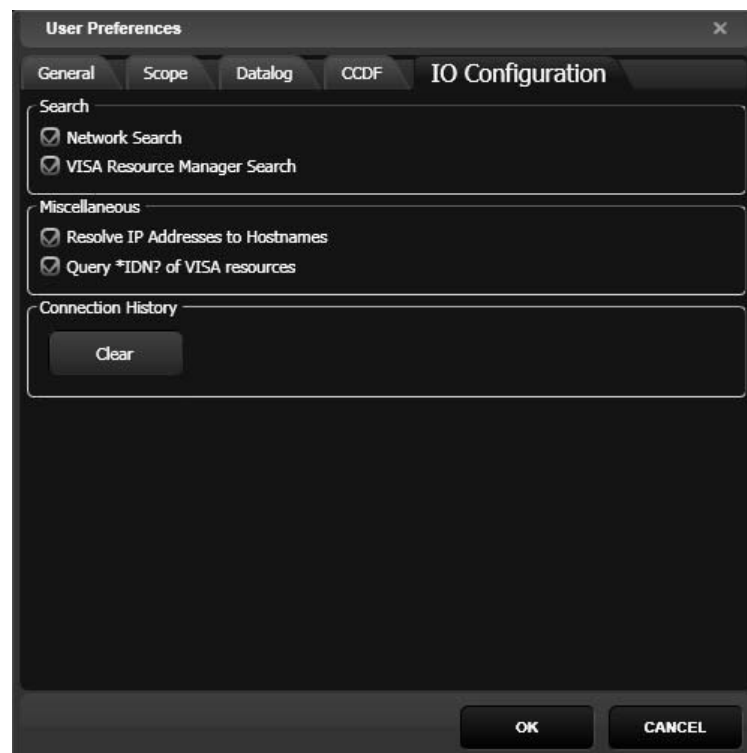 User Preferences
General Scope Datalog CCDF IO Configuration
Search
Network Search
VISA Resource Manager Search
Miscellaneous
Resolve IP Addresses to Hostnames
Query *IDN? of VISA resources
Connection History
Clear
OK CANCEL